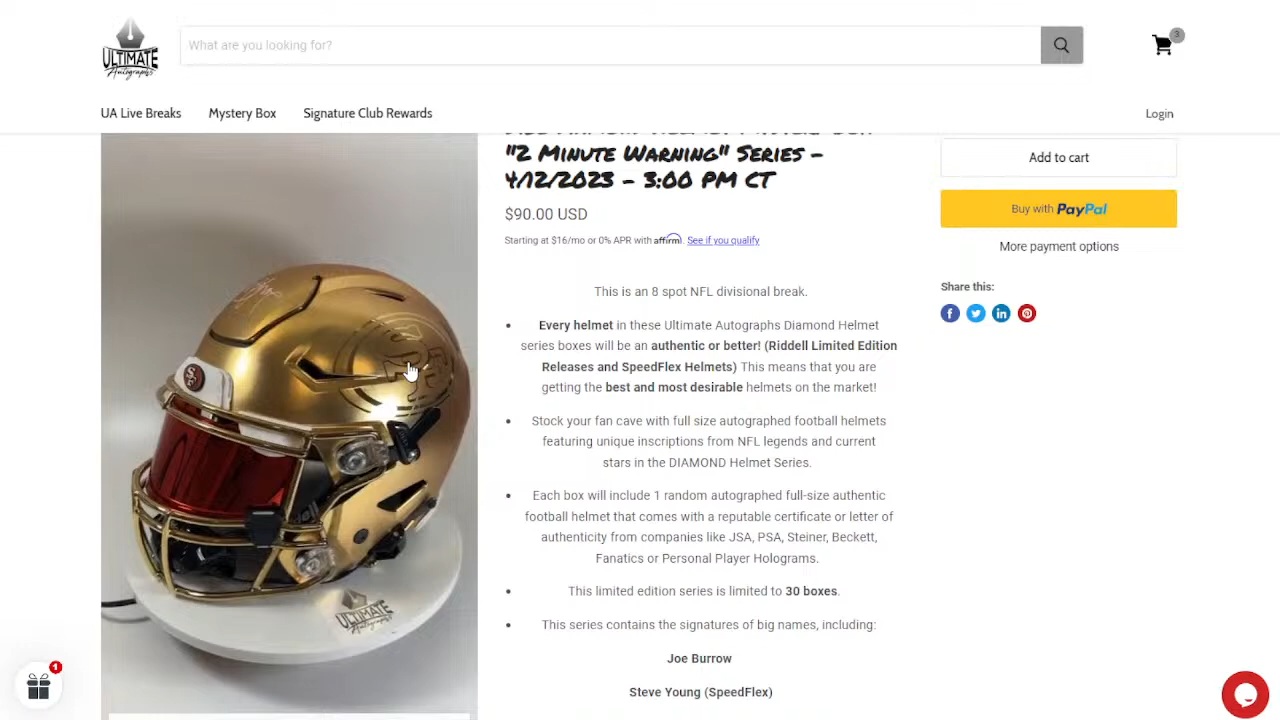 ULTIMATE
Autographs
What are you looking for?
3
UA Live Breaks
Mystery Box
Signature Club Rewards
Login
"2 Minute Warning" Series -
4/12/2023 - 3:00 PM CT
$90.00 USD
Starting at $16/mo or 0% APR with affirm. See if you qualify
This is an 8 spot NFL divisional break.
Every helmet in these Ultimate Autographs Diamond Helmet
series boxes will be an authentic or better! (Riddell Limited Edition
Releases and SpeedFlex Helmets) This means that you are
getting the best and most desirable helmets on the market!
Stock your fan cave with full size autographed football helmets
featuring unique inscriptions from NFL legends and current
stars in the DIAMOND Helmet Series.
Each box will include 1 random autographed full-size authentic
football helmet that comes with a reputable certificate or letter of
authenticity from companies like JSA, PSA, Steiner, Beckett,
Fanatics or Personal Player Holograms.
This limited edition series is limited to 30 boxes.
This series contains the signatures of big names, including:
Joe Burrow
Steve Young (SpeedFlex)
Add to cart
Buy with PayPal
More payment options
Share this:
SF
ULTIMATE
Autographs
1